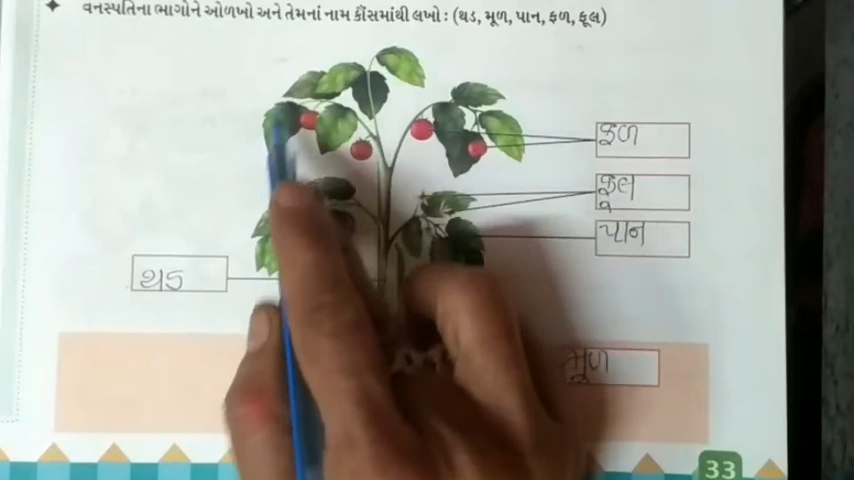 વનસ્પતિના ભાગોને ઓળખો અને તેમનાં નામ કૌંસમાંથી લખો : (થડ, મૂળ, પાન, ફળ, ફૂલ)
ફળ
ફૂલ
પાન
થડ
મૂળ
33